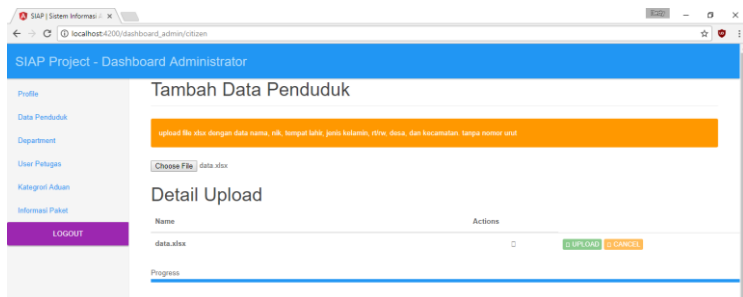 SIAP | Sistem Informasi
localhost:4200/dashboard_admin/citizen
SIAP Project - Dashboard Administrator
Profile
Data Penduduk
Department
User Petugas
Kategrori Aduan
Informasi Paket
LOGOUT
Tambah Data Penduduk
upload file xlsx dengan data nama, nik, tempat lahir, jenis kelamin, rt/rw, desa, dan kecamatan. tanpa nomor urut
Choose File data.xlsx
Detail Upload
Name Actions
data.xlsx UPLOAD CANCEL
Progress